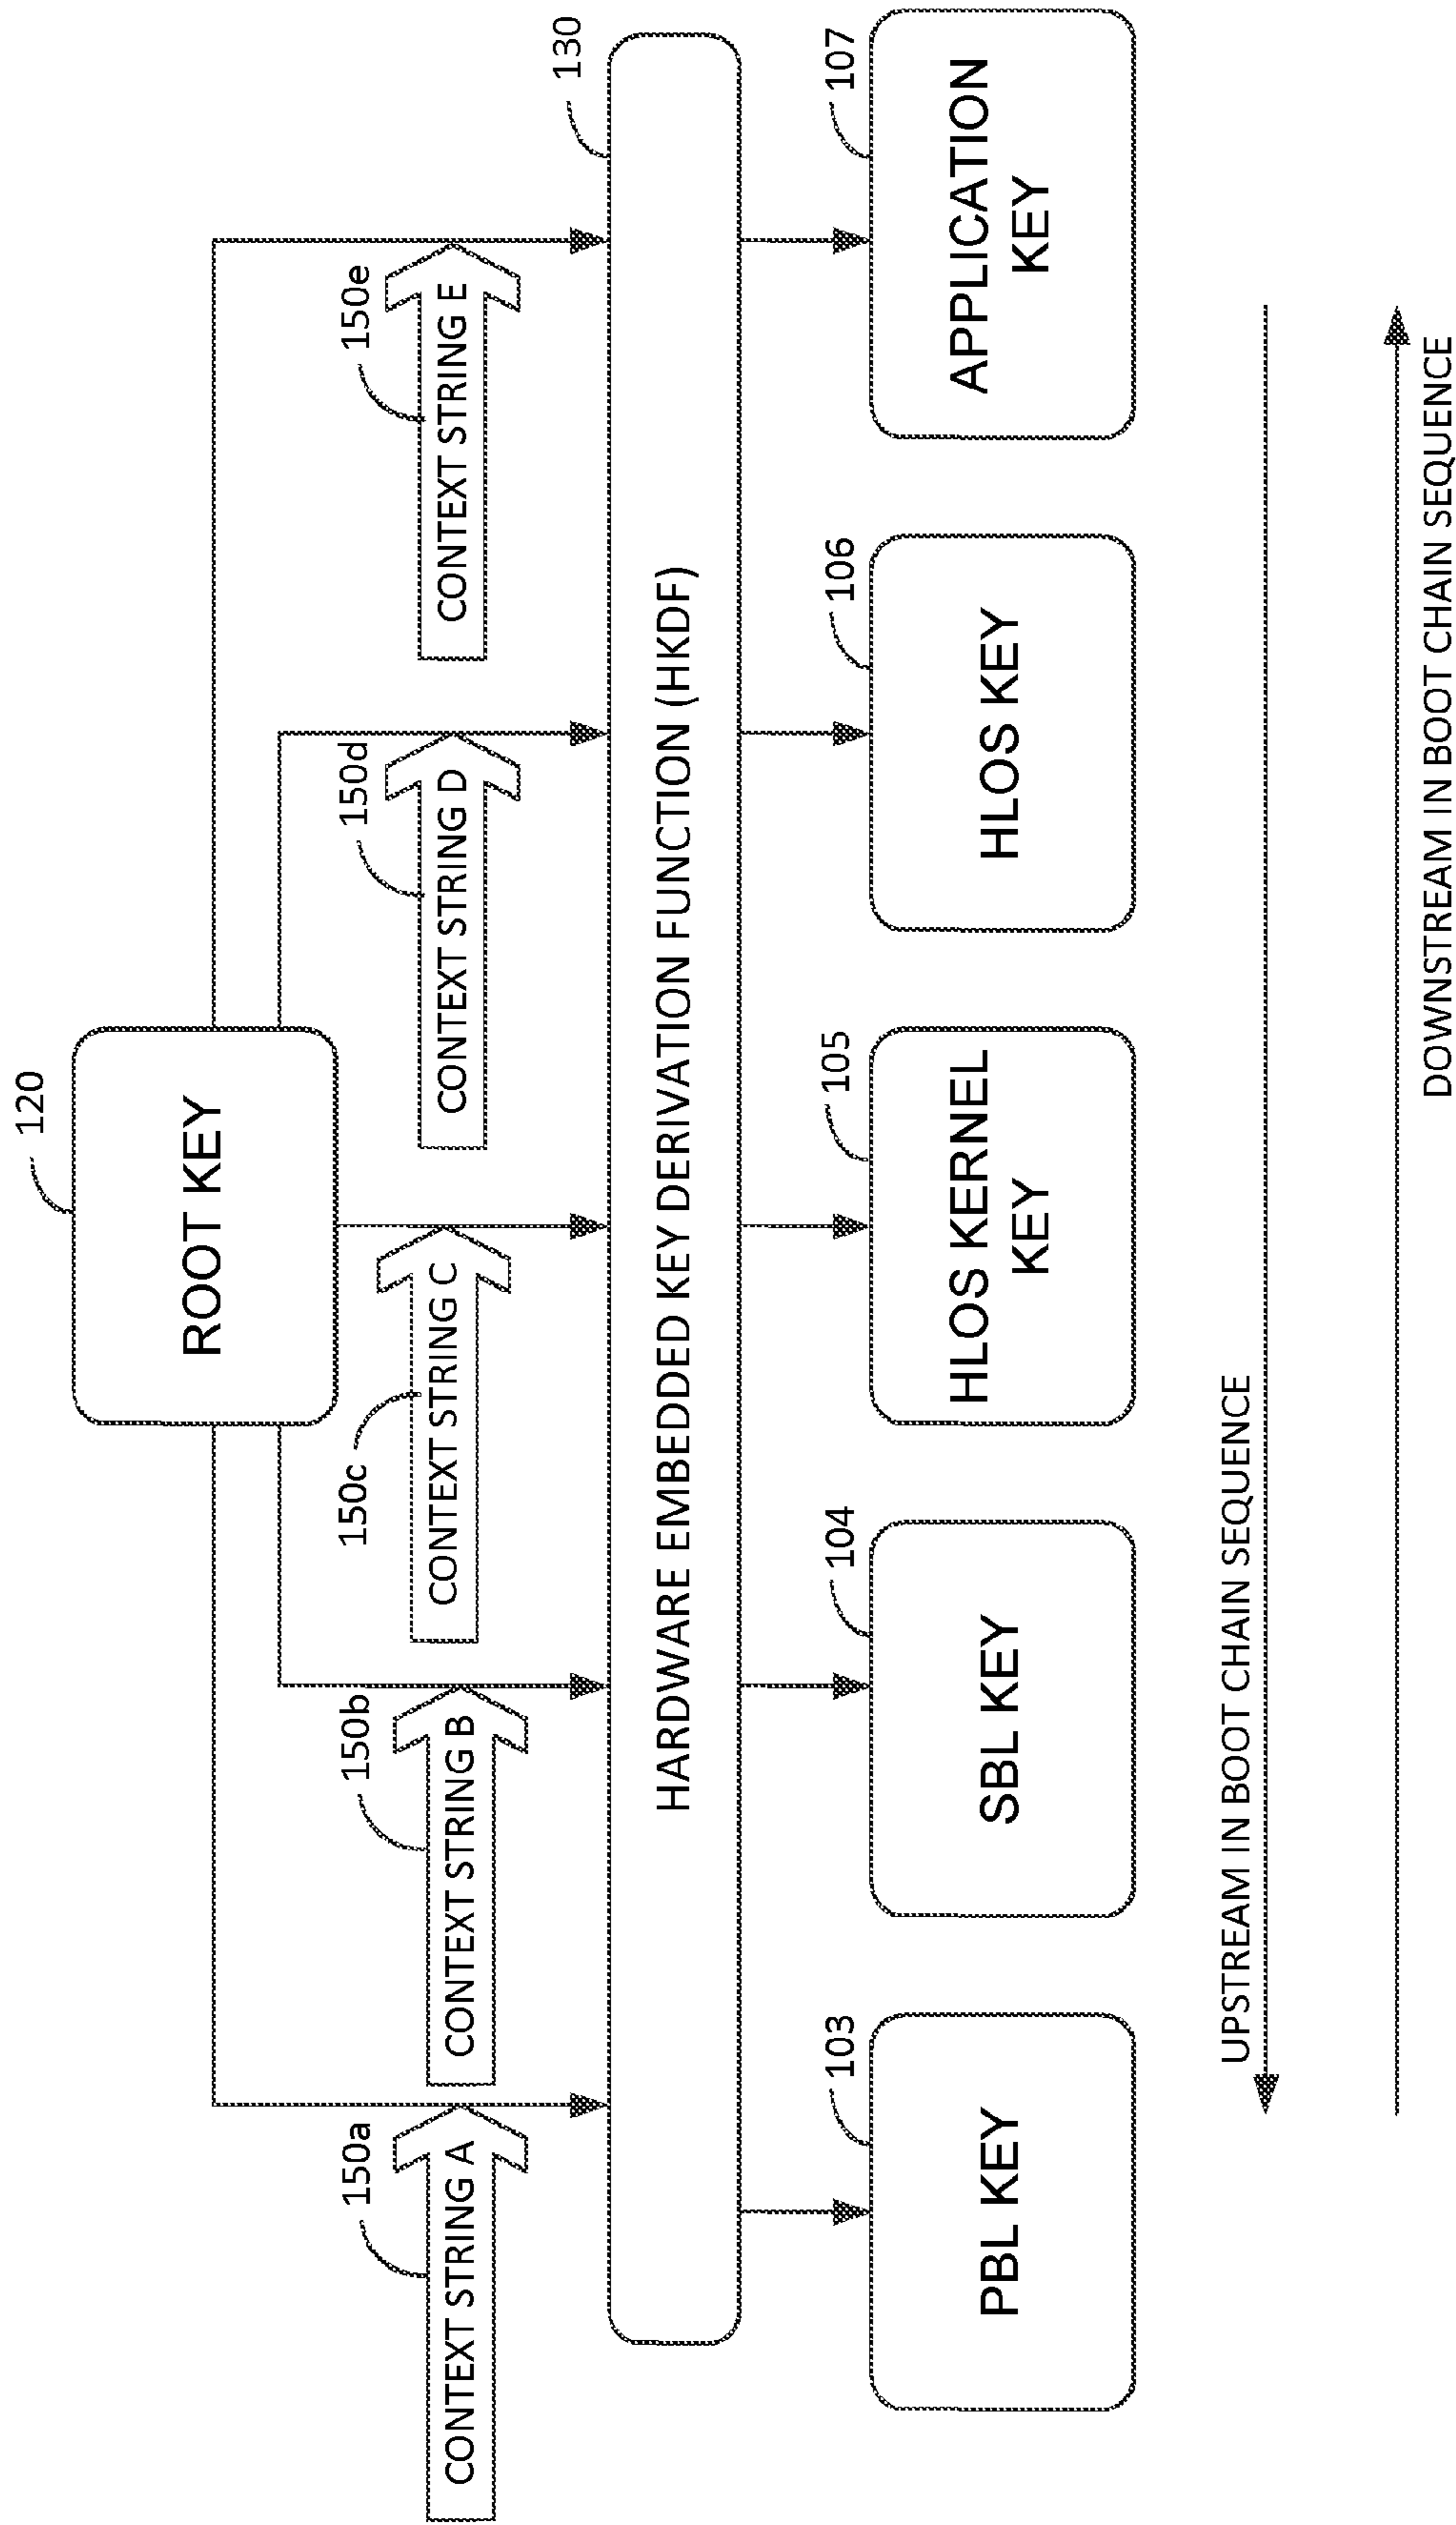 120
ROOT KEY
150a
CONTEXT STRING A
150b
CONTEXT STRING B
150c
CONTEXT STRING C
150d
CONTEXT STRING D
150e
CONTEXT STRING E
130
HARDWARE EMBEDDED KEY DERIVATION FUNCTION (HKDF)
103
PBL KEY
104
SBL KEY
105
HLOS KERNEL
KEY
106
HLOS KEY
107
APPLICATION
KEY
UPSTREAM IN BOOT CHAIN SEQUENCE
DOWNSTREAM IN BOOT CHAIN SEQUENCE